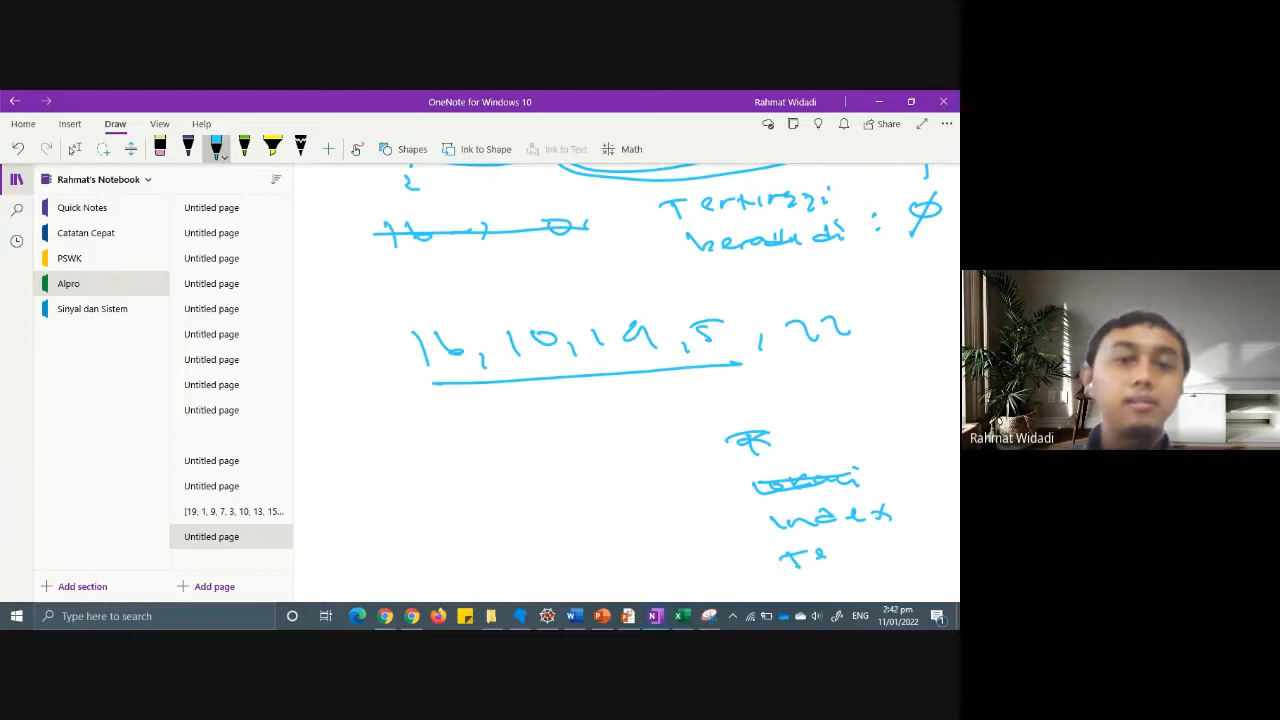 OneNote for Windows 10
Rahmat Widadi
Home Insert Draw View Help
Share
Shapes
Ink to Shape
Ink to Text
Math
Rahmat's Notebook
Quick Notes
Catatan Cepat
PSWK
Alpro
Sinyal dan Sistem
Untitled page
Untitled page
Untitled page
Untitled page
Untitled page
Untitled page
Untitled page
Untitled page
Untitled page
Untitled page
Untitled page
[19, 1, 9, 7, 3, 10, 13, 15...
Untitled page
Add section
Add page
2
Tertinggi
berada di : Ø
16, 10, 19, 5, 22
*
index
Te
Rahmat Widadi
Type here to search
ENG
2:42 pm
11/01/2022